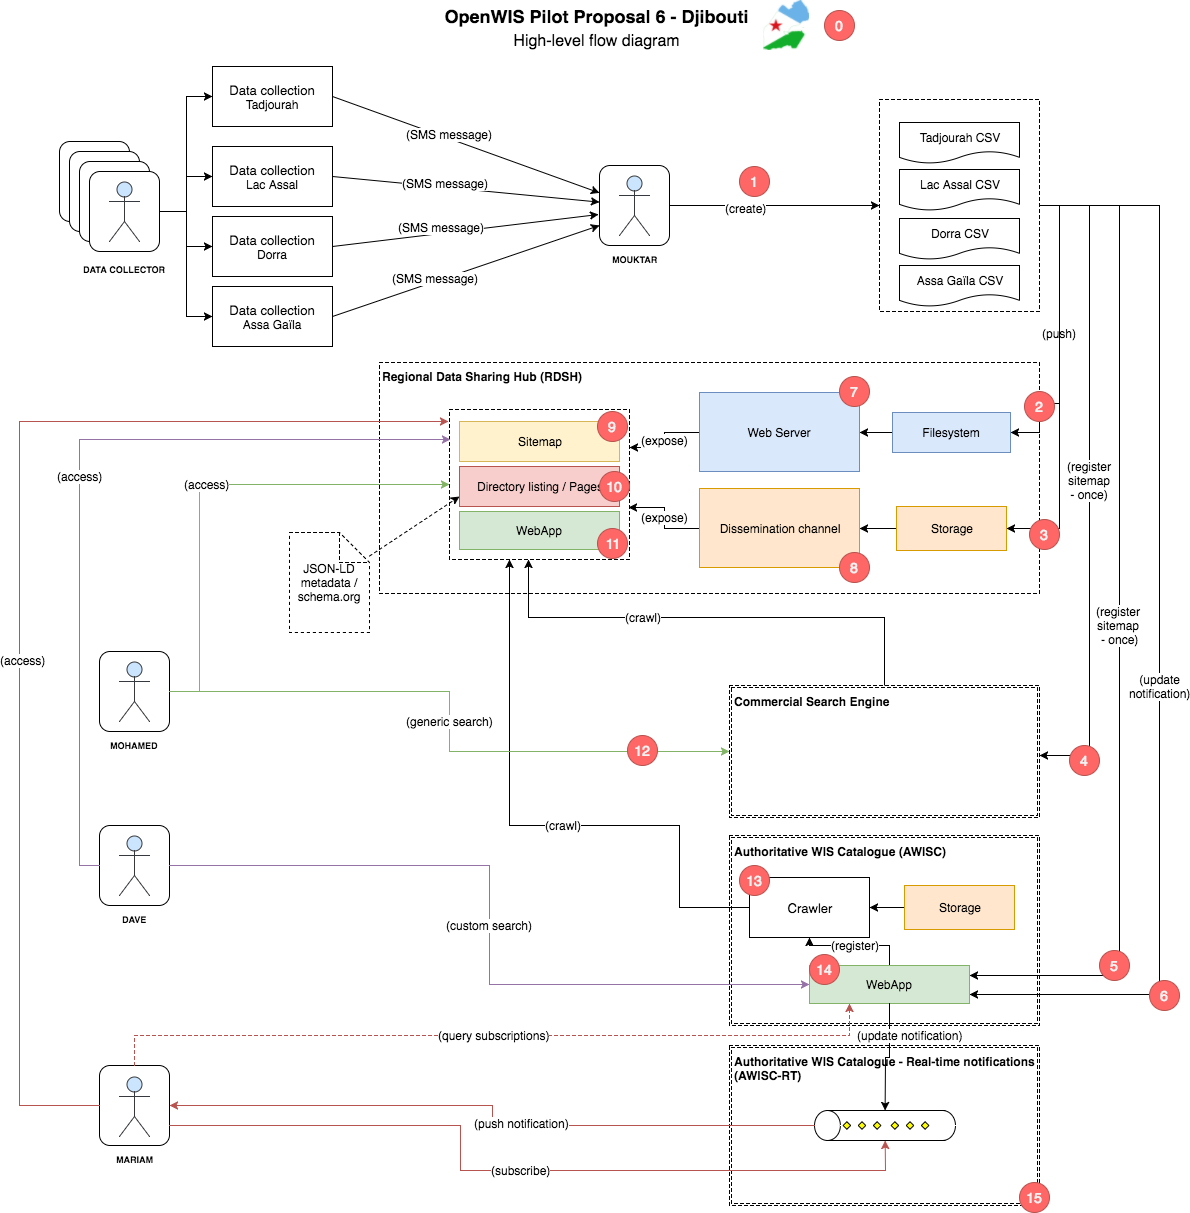 OpenWIS Pilot Proposal 6 - Djibouti
High-level flow diagram
0
Data collection
Tadjourah
Data collection
Lac Assal
Data collection
Dorra
Data collection
Assa Gaïla
DATA COLLECTOR
(SMS message)
(SMS message)
(SMS message)
(SMS message)
MOUKTAR
1
(create)
Tadjourah CSV
Lac Assal CSV
Dorra CSV
Assa Gaïla CSV
(push)
Regional Data Sharing Hub (RDSH)
Sitemap
9
Directory listing / Pages
10
WebApp
11
(expose)
(expose)
Web Server
7
Filesystem
2
Dissemination channel
8
Storage
3
(access)
(access)
(access)
JSON-LD
metadata /
schema.org
(register
sitemap
- once)
(register
sitemap
- once)
(update
notification)
(crawl)
MOHAMED
(generic search)
12
Commercial Search Engine
4
(crawl)
DAVE
(custom search)
Authoritative WIS Catalogue (AWISC)
13
Crawler
Storage
(register)
14
WebApp
5
6
(query subscriptions)
(update notification)
Authoritative WIS Catalogue - Real-time notifications
(AWISC-RT)
MARIAM
(push notification)
(subscribe)
15